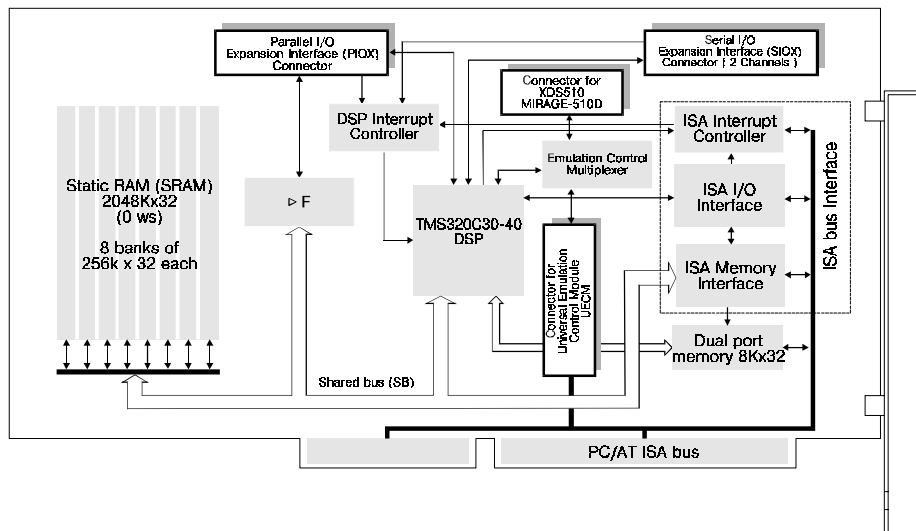 Parallel I/O
Expansion Interface (PIOX)
Connector
Serial I/O
Expansion Interface (SIOX)
Connector ( 2 Channels )
Connector for
XDS510
MIRAGE-510D
DSP Interrupt
Controller
ISA Interrupt
Controller
Emulation Control
Multiplexer
Static RAM (SRAM)
2048Kx32
(0 ws)
8 banks of
256k x 32 each
▷ F
TMS320C30-40
DSP
ISA I/O
Interface
ISA bus Interface
Connector for
Universal Emulation
Control Module
UECM
ISA Memory
Interface
Dual port
memory 8Kx32
Shared bus (SB)
PC/AT ISA bus